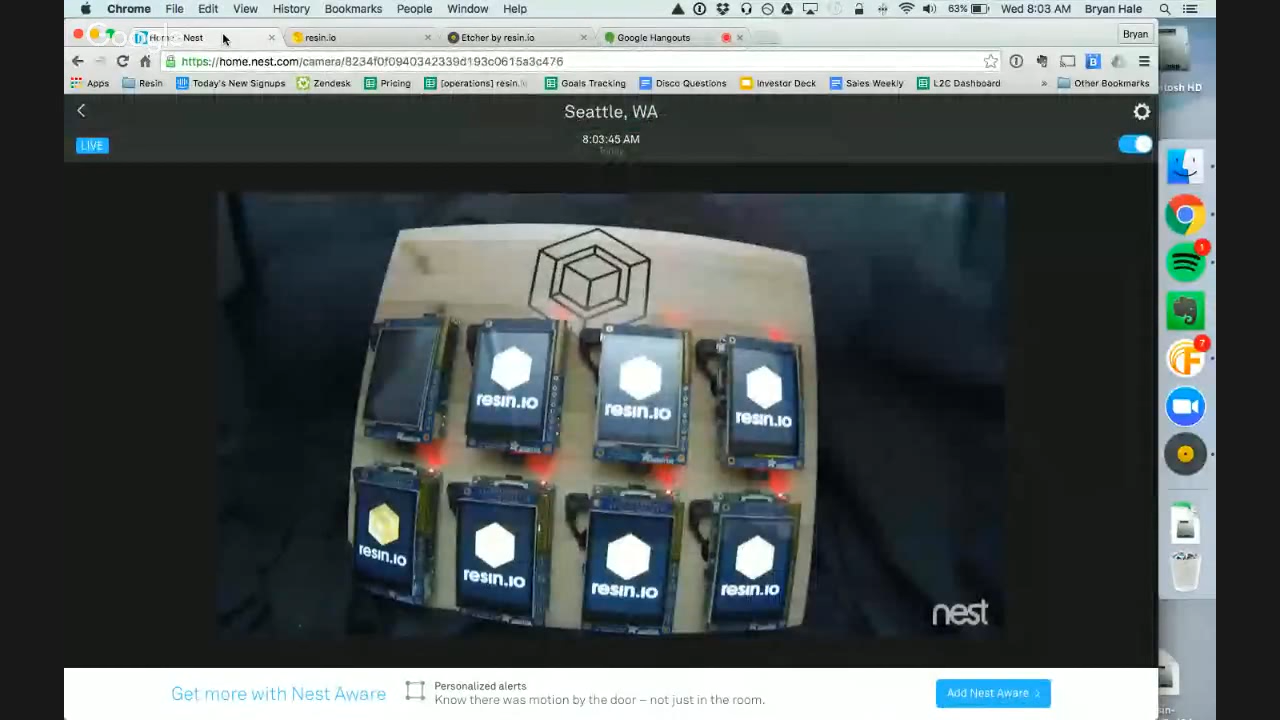 Chrome File Edit View History Bookmarks People Window Help 63% Wed 8:03 AM Bryan Hale
Google
Nest
resin.io
Etcher by resin.io
Google Hangouts
Bryan
https://home.nest.com/camera/8234f0f0940342339d193c0615a3c476
Apps Resin Today's New Signups Zendesk Pricing [operations] resin. Goals Tracking Disco Questions Investor Deck Sales Weekly L2C Dashboard » Other Bookmarks
Seattle, WA
LIVE
8:03:45 AM
Today
resin.io
resin.io
resin.io
resin.io
resin.io
resin.io
resin.io
nest
1
7
Get more with Nest Aware
Personalized alerts
Know there was motion by the door – not just in the room.
Add Nest Aware